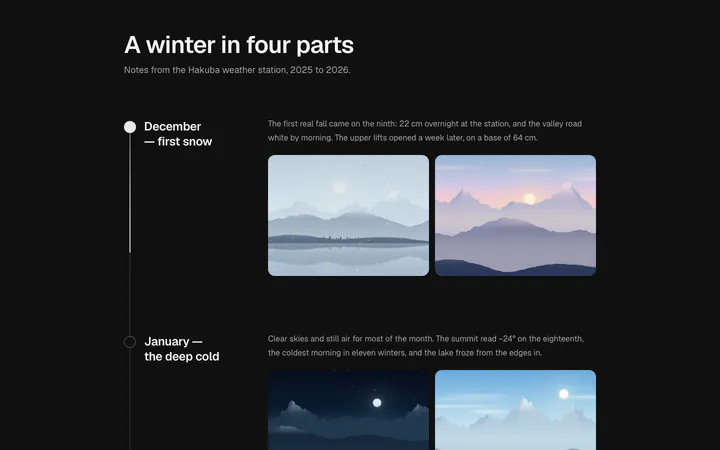 A winter in four parts
Notes from the Hakuba weather station, 2025 to 2026.
December
— first snow
The first real fall came on the ninth: 22 cm overnight at the station, and the valley road
white by morning. The upper lifts opened a week later, on a base of 64 cm.
January —
the deep cold
Clear skies and still air for most of the month. The summit read −24° on the eighteenth,
the coldest morning in eleven winters, and the lake froze from the edges in.